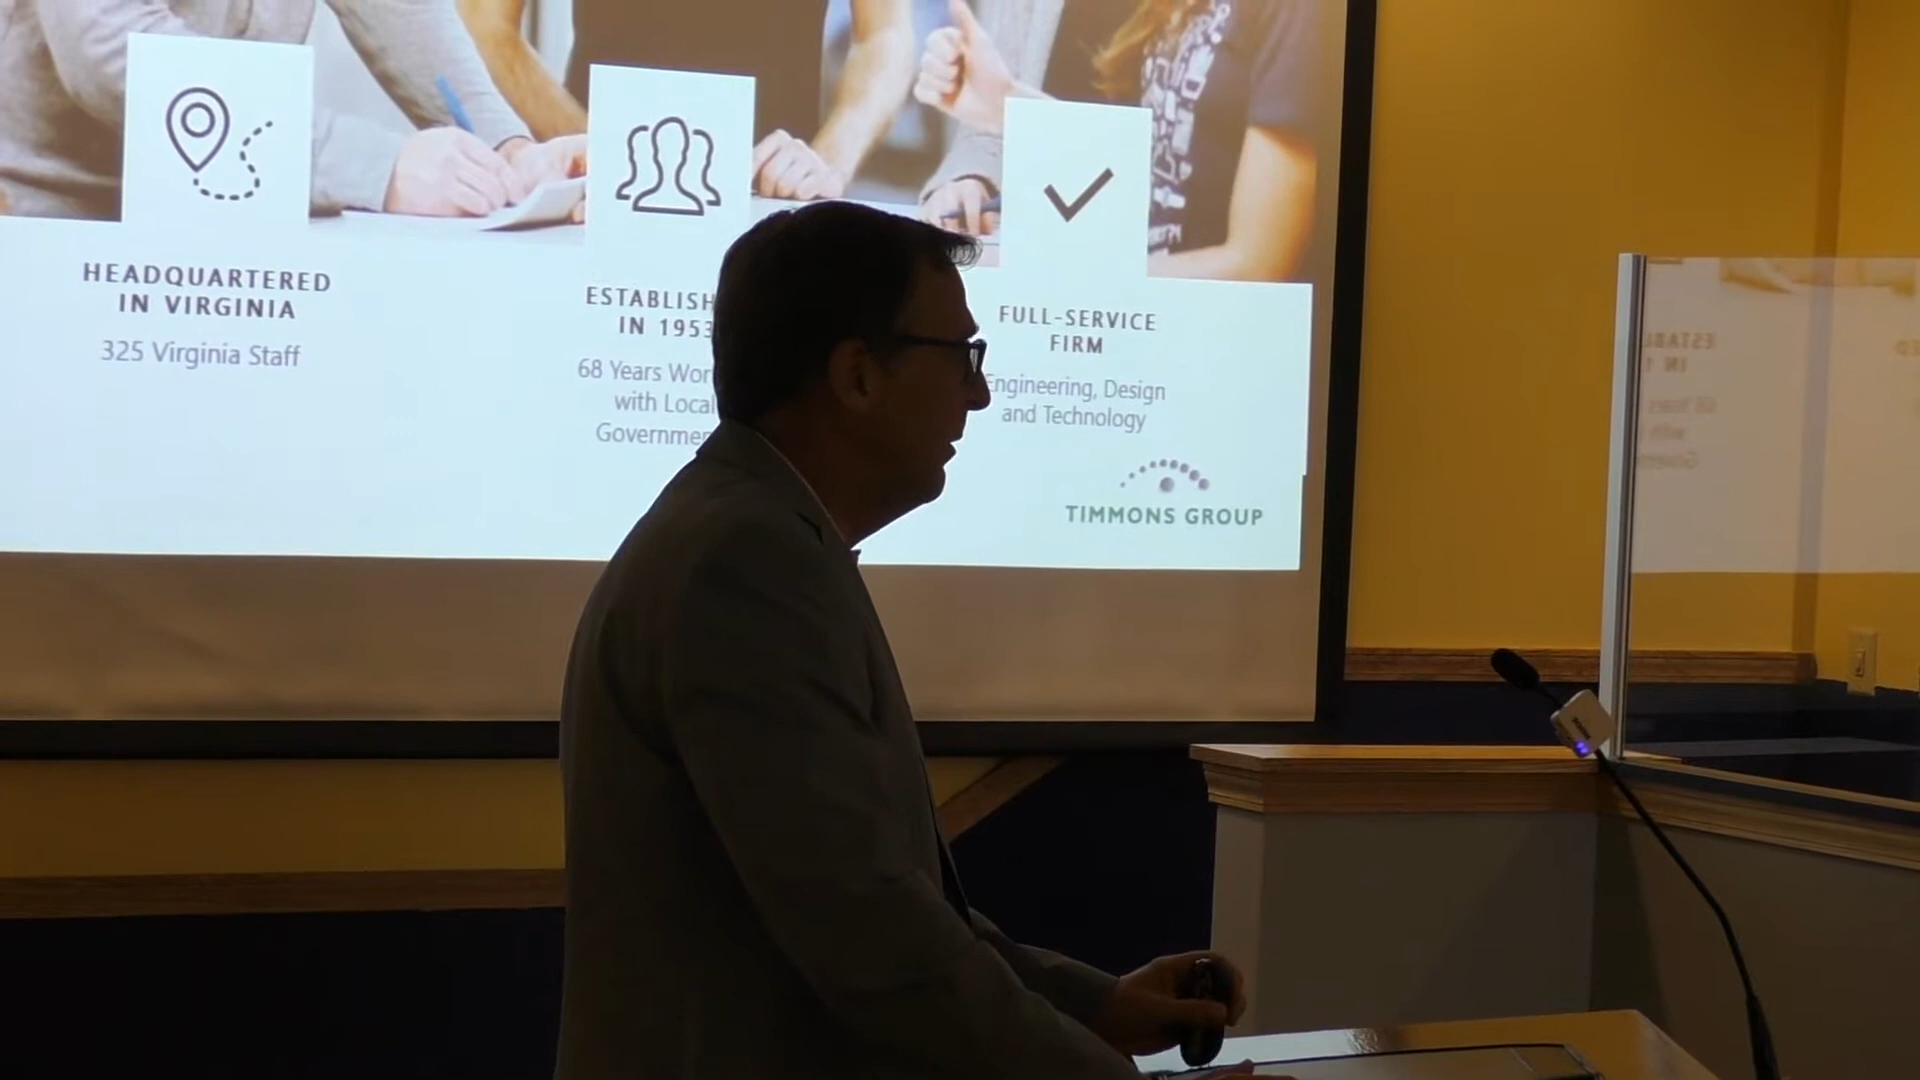 HEADQUARTERED
IN VIRGINIA
325 Virginia Staff
ESTABLISH
IN 1953
68 Years Wor
with Local
Governmen
FULL-SERVICE
FIRM
Engineering, Design
and Technology
TIMMONS GROUP